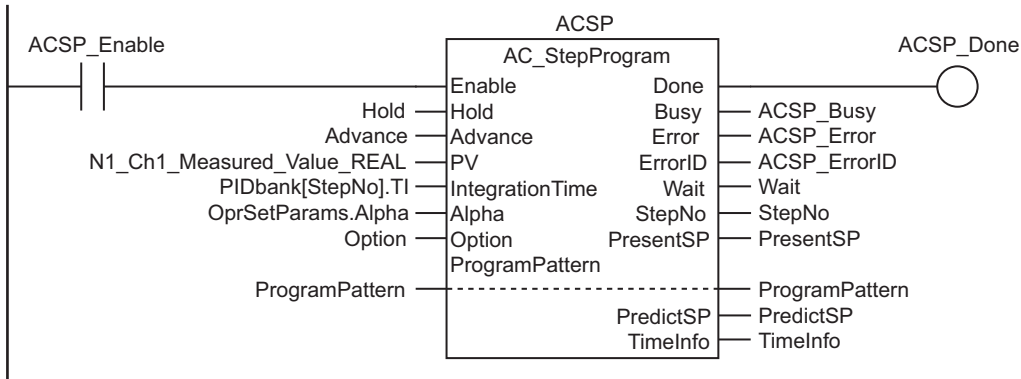 ACSP
ACSP_Enable ACSP_Done
AC_StepProgram
Enable Done
Hold Hold Busy ACSP_Busy
Advance Advance Error ACSP_Error
N1_Ch1_Measured_Value_REAL PV ErrorID ACSP_ErrorID
PIDbank[StepNo].TI IntegrationTime Wait Wait
OprSetParams.Alpha Alpha StepNo StepNo
Option Option PresentSP PresentSP
ProgramPattern
ProgramPattern ProgramPattern
PredictSP PredictSP
TimeInfo TimeInfo